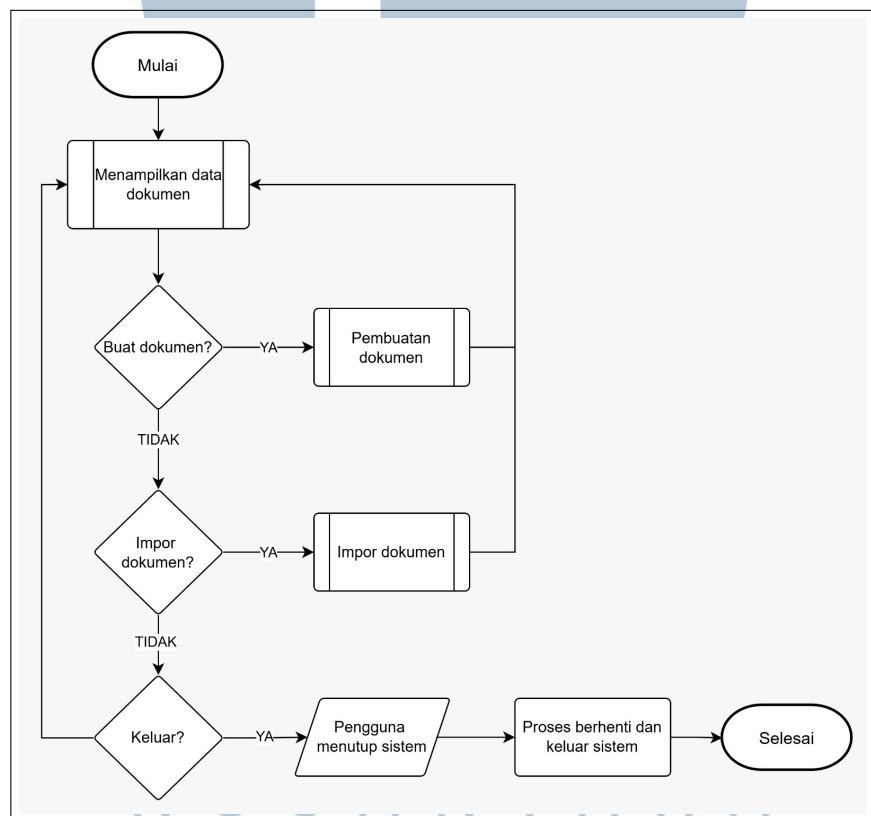 Mulai
Menampilkan data
dokumen
Buat dokumen?
YA
Pembuatan
dokumen
TIDAK
Impor
dokumen?
YA
Impor dokumen
TIDAK
Keluar?
YA
Pengguna
menutup sistem
Proses berhenti dan
keluar sistem
Selesai